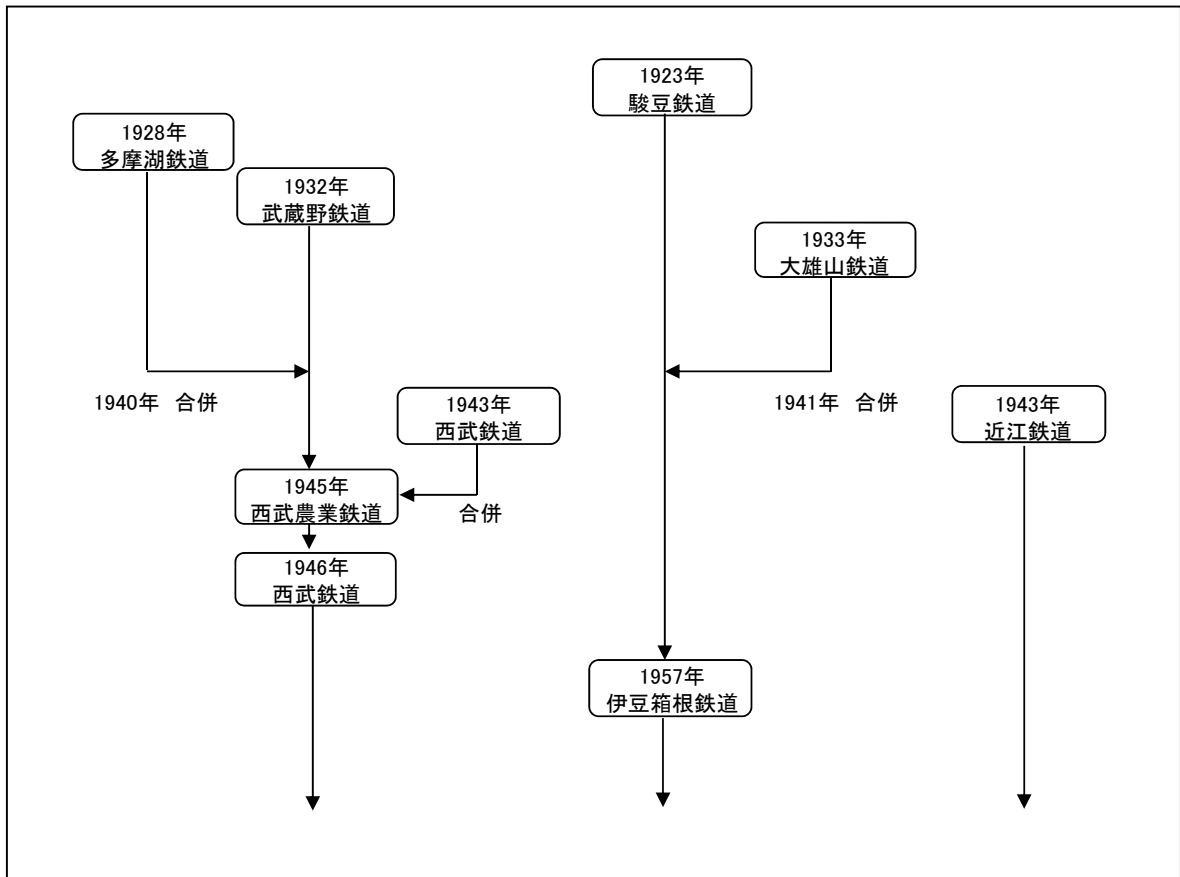 1923年
駿豆鉄道
1928年
多摩湖鉄道
1932年
武蔵野鉄道
1933年
大雄山鉄道
1940年 合併
1941年 合併
1943年
西武鉄道
1943年
近江鉄道
1945年
西武農業鉄道
合併
1946年
西武鉄道
1957年
伊豆箱根鉄道